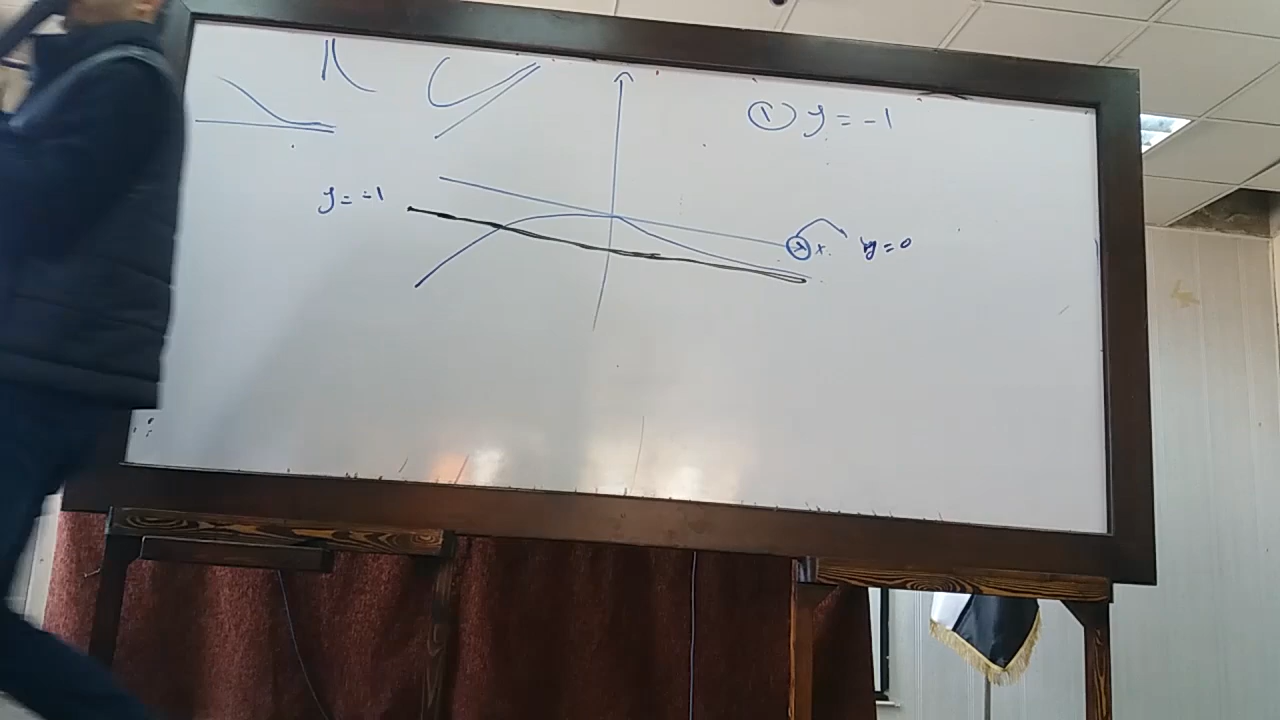 ① y = -1
y = -1
x. y = 0